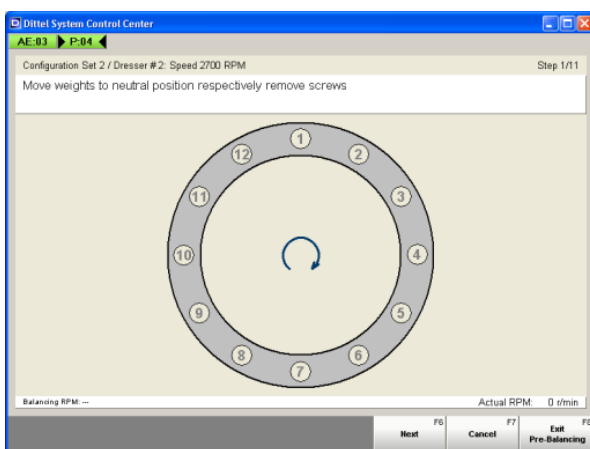 Dittel System Control Center
AE:03 P:04
Configuration Set 2 / Dresser #2: Speed 2700 RPM Step 1/11
Move weights to neutral position respectively remove screws
1
12 2
11 3
10 4
9 5
8 6
7
Balancing RPM: --- Actual RPM: 0 r/min
F6 F7 F8
Next Cancel Exit
Pre-Balancing